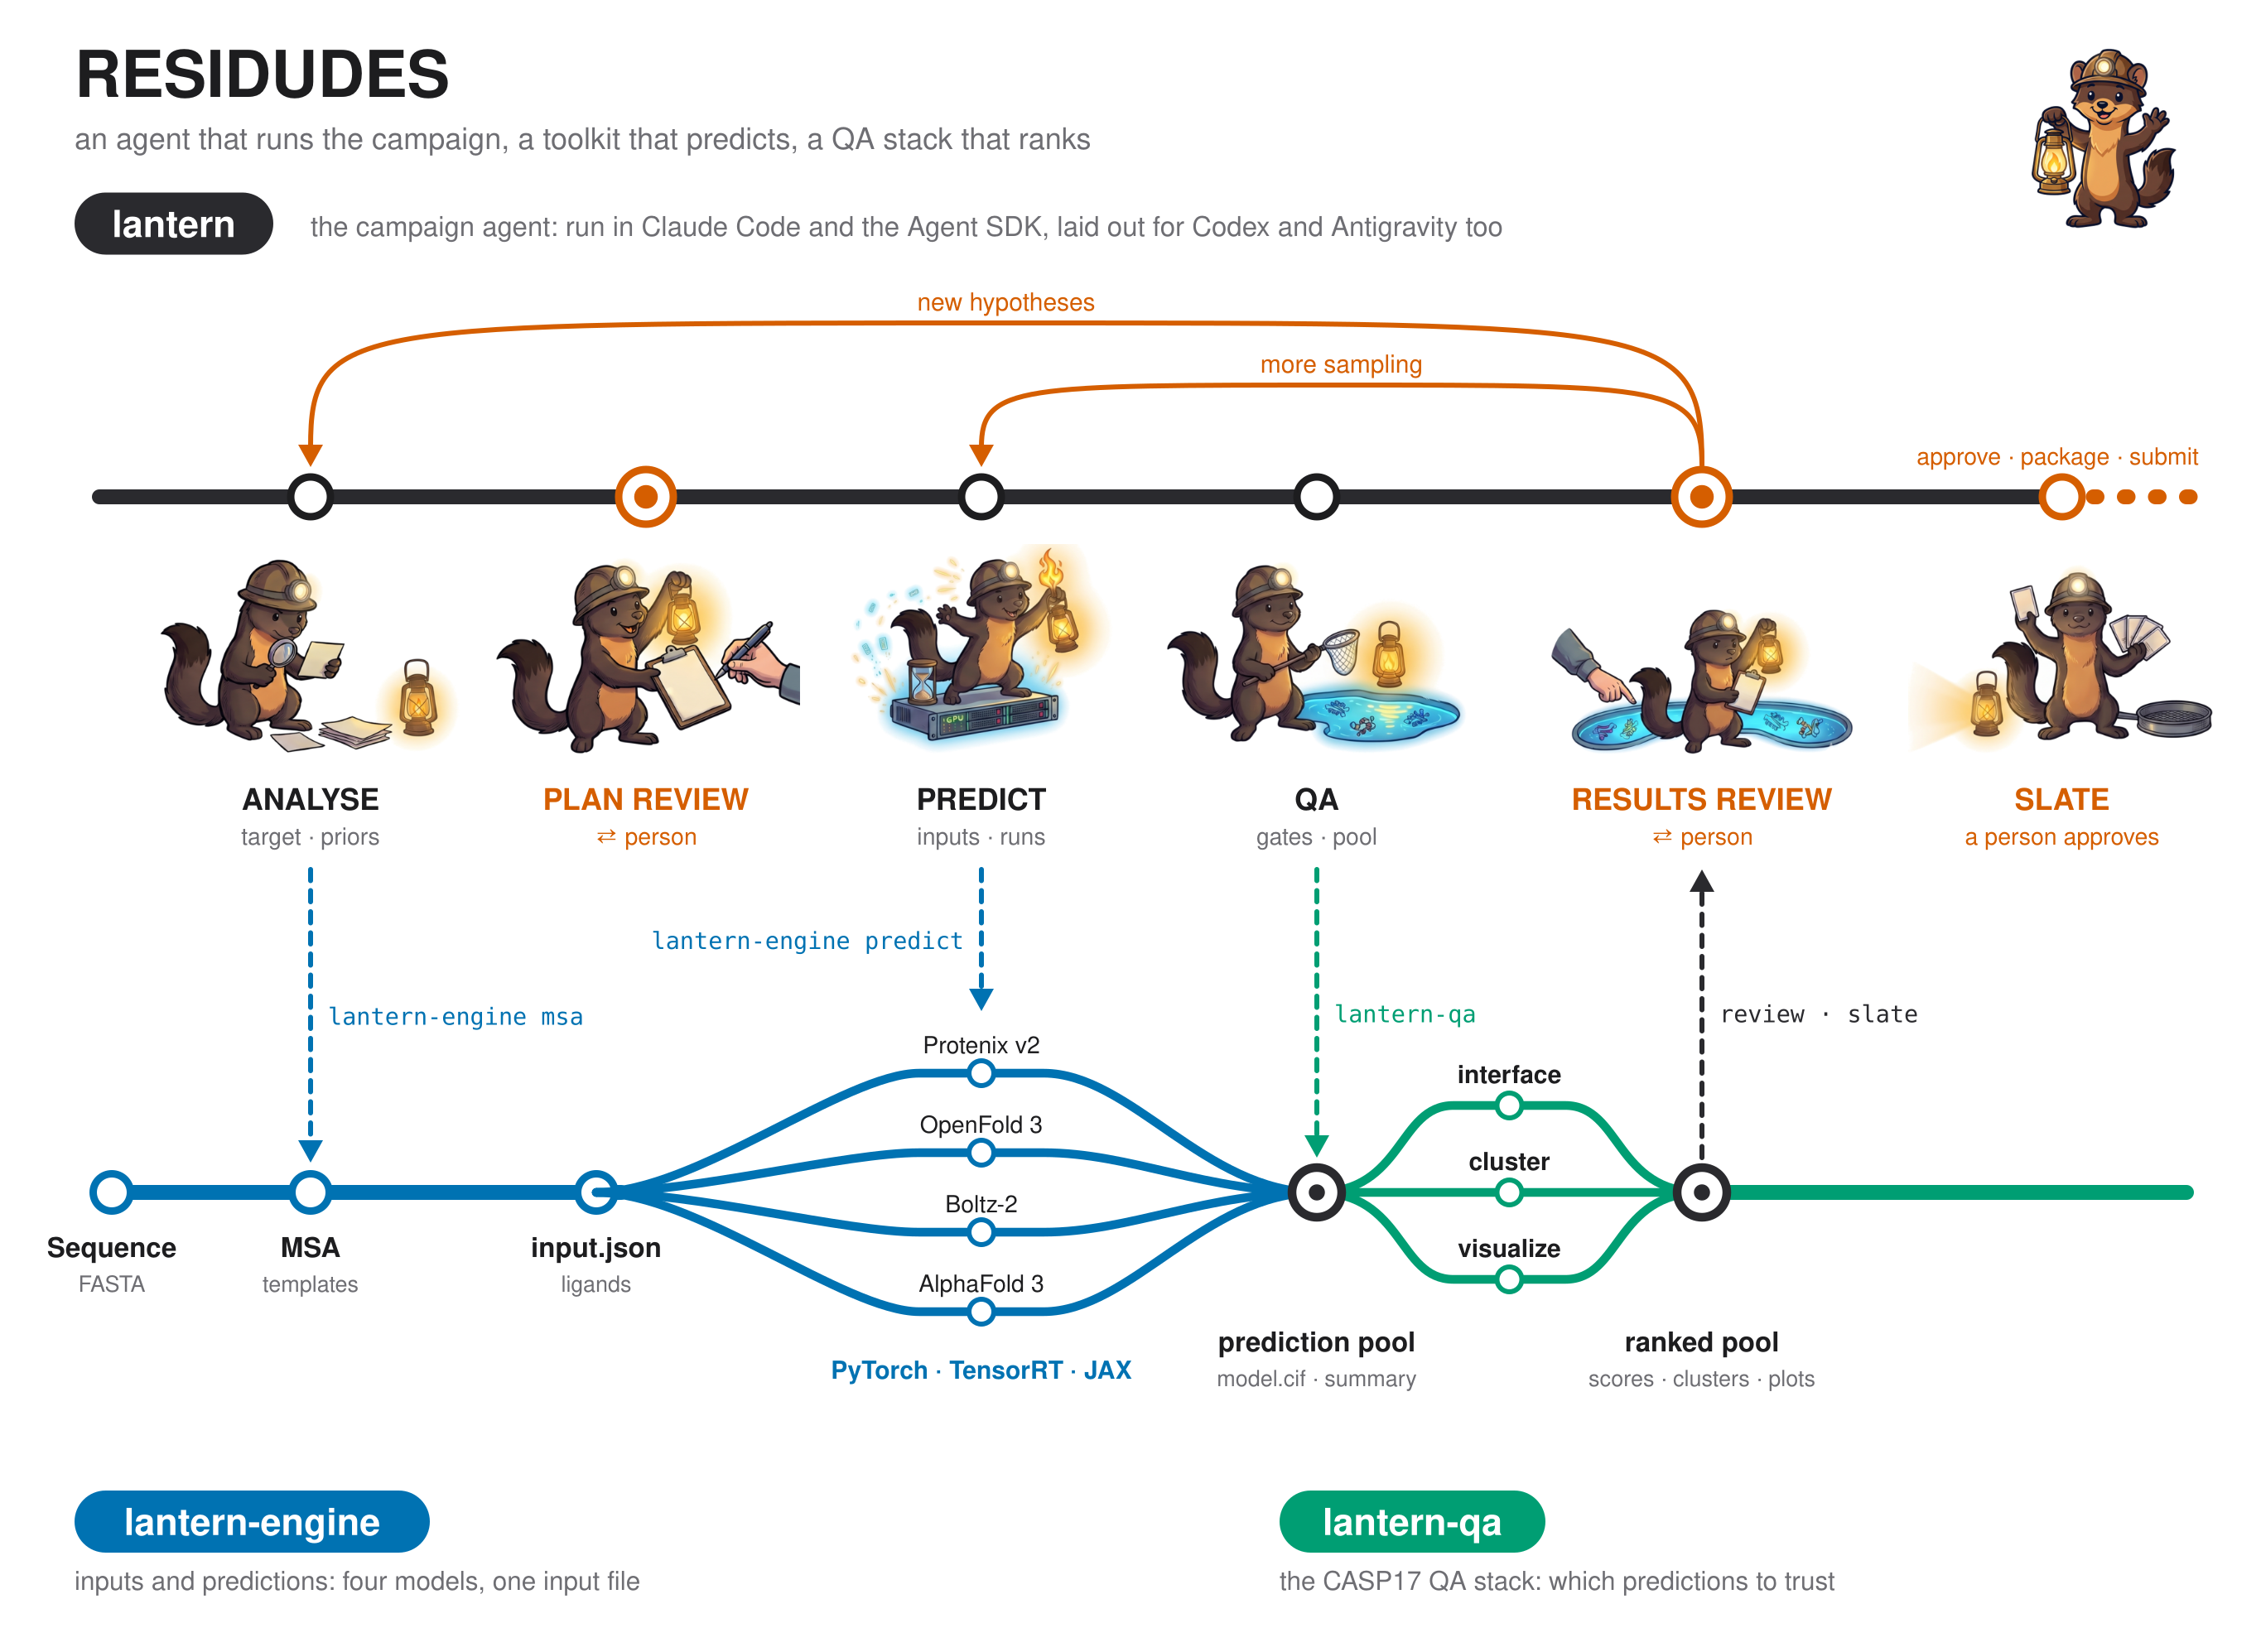 RESIDUDES
an agent that runs the campaign, a toolkit that predicts, a QA stack that ranks
lantern
the campaign agent: run in Claude Code and the Agent SDK, laid out for Codex and Antigravity too
new hypotheses
more sampling
approve · package · submit
GPU
ANALYSE
target · priors
PLAN REVIEW
⇄ person
PREDICT
inputs · runs
QA
gates · pool
RESULTS REVIEW
⇄ person
SLATE
a person approves
lantern-engine predict
lantern-engine msa
lantern-qa
review · slate
Protenix v2
OpenFold 3
Boltz-2
AlphaFold 3
PyTorch · TensorRT · JAX
interface
cluster
visualize
Sequence
FASTA
MSA
templates
input.json
ligands
prediction pool
model.cif · summary
ranked pool
scores · clusters · plots
lantern-engine
inputs and predictions: four models, one input file
lantern-qa
the CASP17 QA stack: which predictions to trust